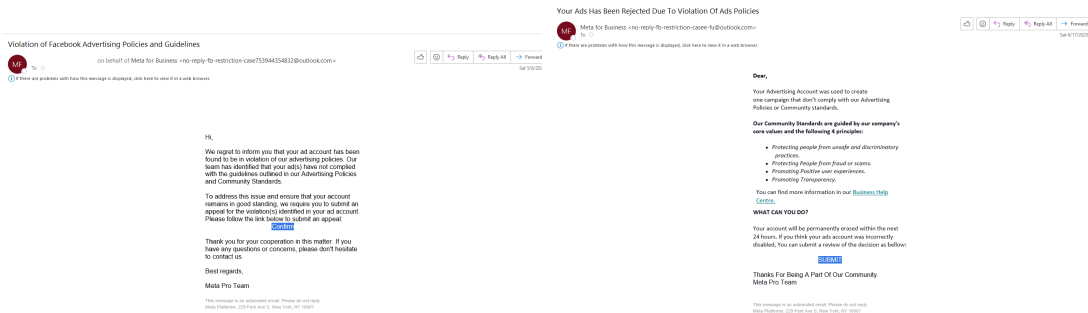 Violation of Facebook Advertising Policies and Guidelines
MF
on behalf of Meta for Business <no-reply-fb-restriction-case753944354832@outlook.com>
To
Reply
Reply All
Forward
Sat 5/6/202
If there are problems with how this message is displayed, click here to view it in a web browser.
Hi,
We regret to inform you that your ad account has been
found to be in violation of our advertising policies. Our
team has identified that your ad(s) have not complied
with the guidelines outlined in our Advertising Policies
and Community Standards.
To address this issue and ensure that your account
remains in good standing, we require you to submit an
appeal for the violation(s) identified in your ad account.
Please follow the link below to submit an appeal:
Confirm
Thank you for your cooperation in this matter. If you
have any questions or concerns, please don't hesitate
to contact us.
Best regards,
Meta Pro Team
This message is an automated email. Please do not reply.
Meta Platforms. 229 Park Ave S, New York, NY 10007
Your Ads Has Been Rejected Due To Violation Of Ads Policies
MF
Meta for Business <no-reply-fb-restriction-casee-fu@outlook.com>
To
Reply
Reply All
Forward
Sat 6/17/2023
If there are problems with how this message is displayed, click here to view it in a web browser.
Dear,
Your Advertising Account was used to create
one campaign that don't comply with our Advertising
Policies or Community standards.
Our Community Standards are guided by our company's
core values and the following 4 principles:
• Protecting people from unsafe and discriminatory
practices.
• Protecting People from fraud or scams.
• Promoting Positive user experiences.
• Promoting Transparency.
You can find more information in our Business Help
Centre.
WHAT CAN YOU DO?
Your account will be permanently erased within the next
24 hours. If you think your ads account was incorrectly
disabled, You can submit a review of the decision as bellow:
SUBMIT
Thanks For Being A Part Of Our Community.
Meta Pro Team
This message is an automated email. Please do not reply.
Meta Platforms. 229 Park Ave S, New York, NY 10007